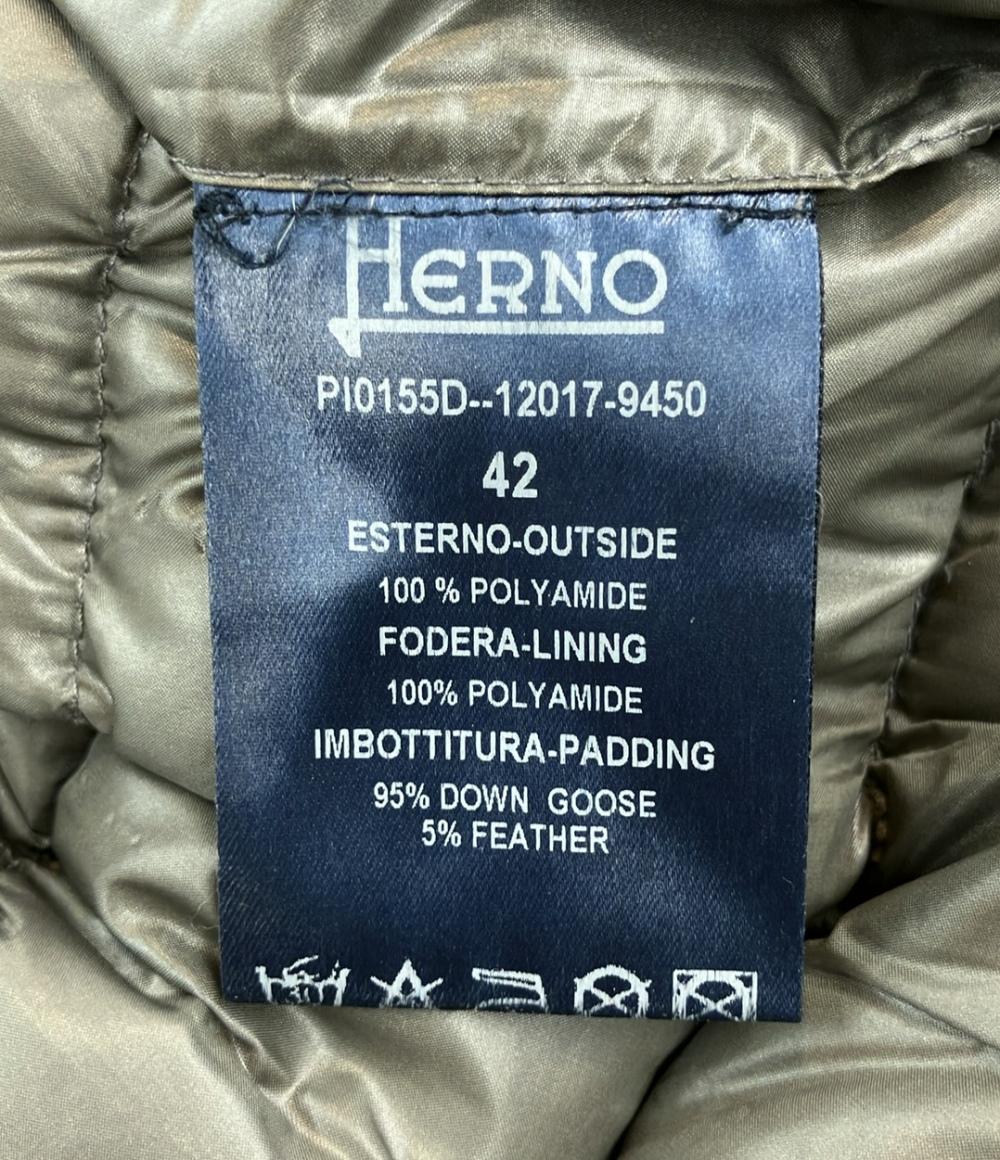 HERNO
PI0155D--12017-9450
42
ESTERNO-OUTSIDE
100 % POLYAMIDE
FODERA-LINING
100% POLYAMIDE
IMBOTTITURA-PADDING
95% DOWN GOOSE
5% FEATHER